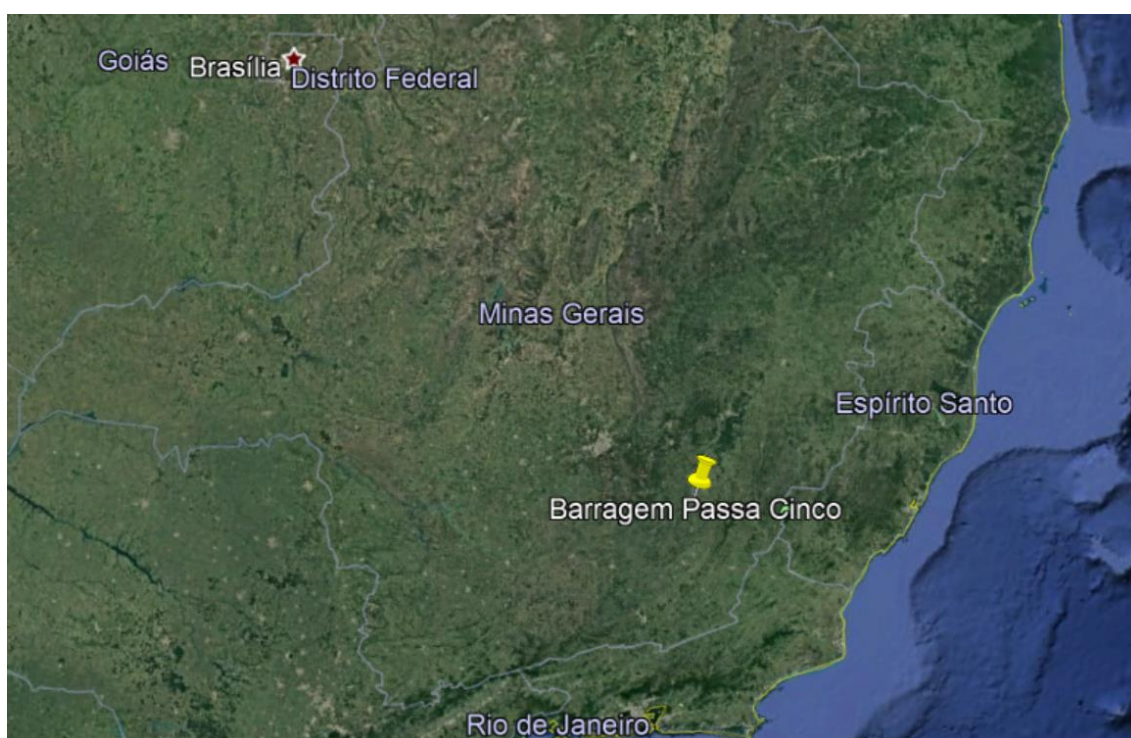 Goiás
Brasília
Distrito Federal
Minas Gerais
Espírito Santo
Barragem Passa Cinco
Rio de Janeiro